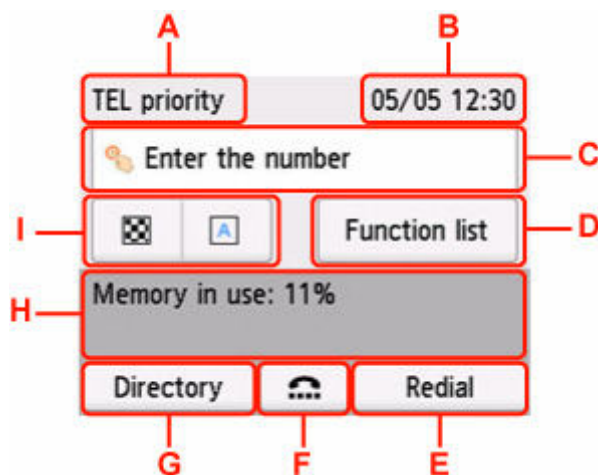 A B
TEL priority 05/05 12:30
Enter the number C
I A Function list D
H Memory in use: 11%
Directory Redial
G F E